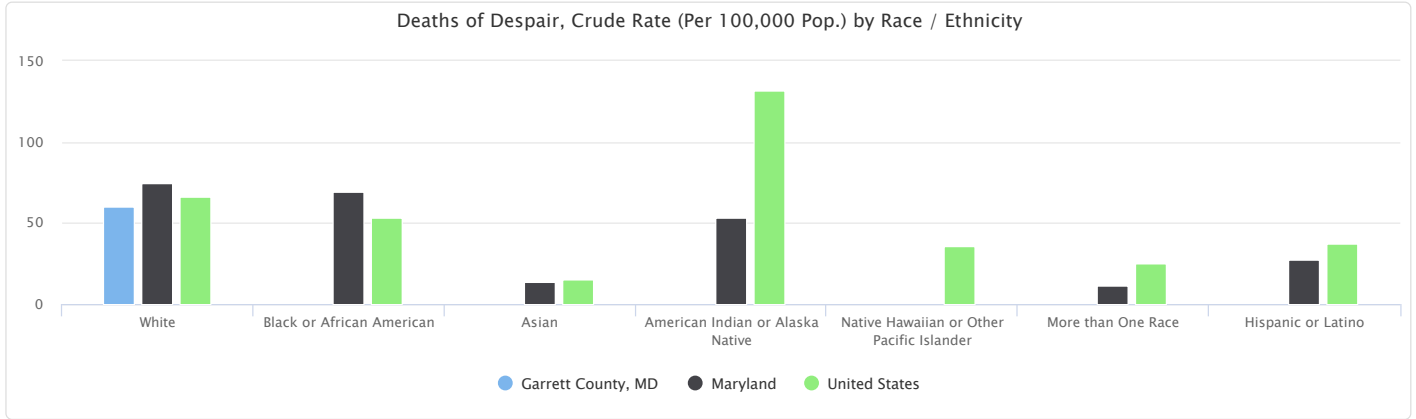 Deaths of Despair, Crude Rate (Per 100,000 Pop.) by Race / Ethnicity
150
100
50
0
White
Black or African American
Asian
American Indian or Alaska
Native
Native Hawaiian or Other
Pacific Islander
More than One Race
Hispanic or Latino
Garrett County, MD
Maryland
United States